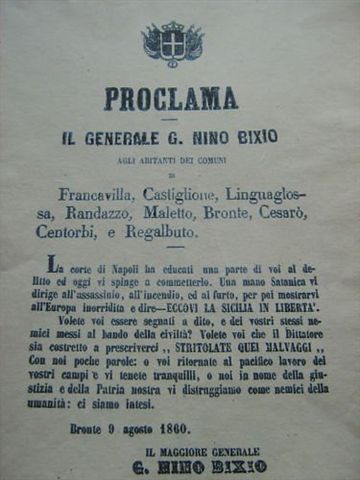 PROCLAMA
IL GENERALE G. NINO BIXIO
AGLI ABITANTI DEI COMUNI
DI
Francavilla, Castiglione, Linguaglos-
sa, Randazzo, Maletto, Bronte, Cesarò,
Centorbi, e Regalbuto.
La corte di Napoli ha educati una parte di voi al de-
litto ed oggi vi spinge a commetterlo. Una mano Satanica vi
dirige all'assassinio, all'incendio, ed al furto, per poi mostrarvi
all'Europa inorridita e dire—ECCOVI LA SICILIA IN LIBERTA'.
Volete voi essere segnati a dito, e dei vostri stessi ne-
mici messi al bando della civiltà? Volete voi che il Dittatore
sia costretto a prescriverci ,, STRITOLATE QUEI MALVAGGI ,,
Con noi poche parole: o voi ritornate al pacifico lavoro dei
vostri campi e vi tenete tranquilli, o noi in nome della giu-
stizia e della Patria nostra vi distruggiamo come nemici della
umanità: ci siamo intesi.
Bronte 9 agosto 1860.
IL MAGGIORE GENERALE
G. NINO BIXIO